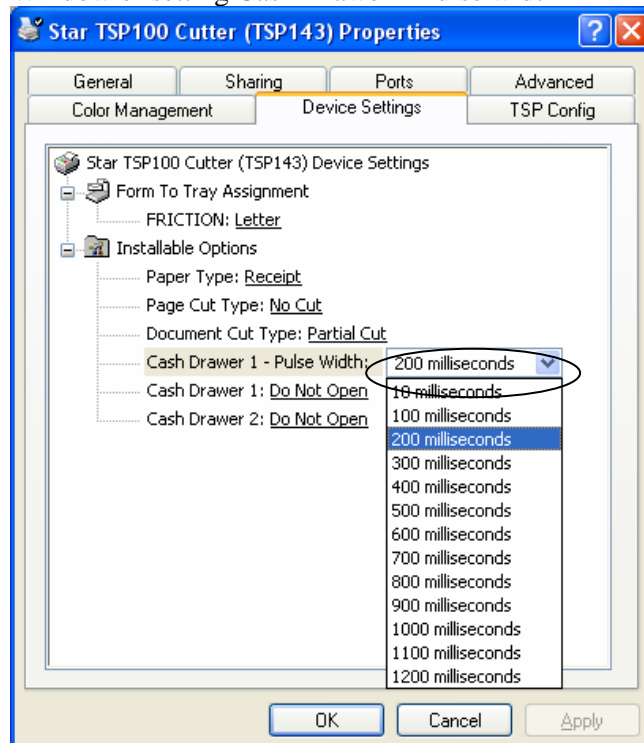 Star TSP100 Cutter (TSP143) Properties
General Sharing Ports Advanced
Color Management Device Settings TSP Config
Star TSP100 Cutter (TSP143) Device Settings
Form To Tray Assignment
FRICTION: Letter
Installable Options
Paper Type: Receipt
Page Cut Type: No Cut
Document Cut Type: Partial Cut
Cash Drawer 1 - Pulse Width: 200 milliseconds
Cash Drawer 1: Do Not Open
Cash Drawer 2: Do Not Open
10 milliseconds
100 milliseconds
200 milliseconds
300 milliseconds
400 milliseconds
500 milliseconds
600 milliseconds
700 milliseconds
800 milliseconds
900 milliseconds
1000 milliseconds
1100 milliseconds
1200 milliseconds
OK Cancel Apply